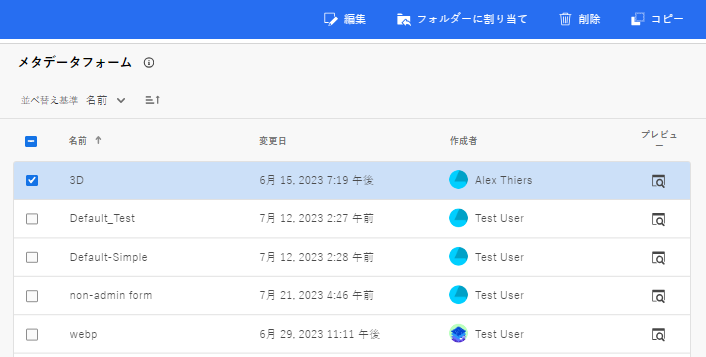 編集 フォルダーに割り当て 削除 コピー
メタデータフォーム
並べ替え基準 名前
名前 変更日 作成者 プレビュー
3D 6月 15, 2023 7:19 午後 Alex Thiers
Default_Test 7月 12, 2023 2:27 午前 Test User
Default-Simple 7月 12, 2023 2:28 午前 Test User
non-admin form 7月 21, 2023 4:46 午前 Test User
webp 6月 29, 2023 11:11 午後 Test User